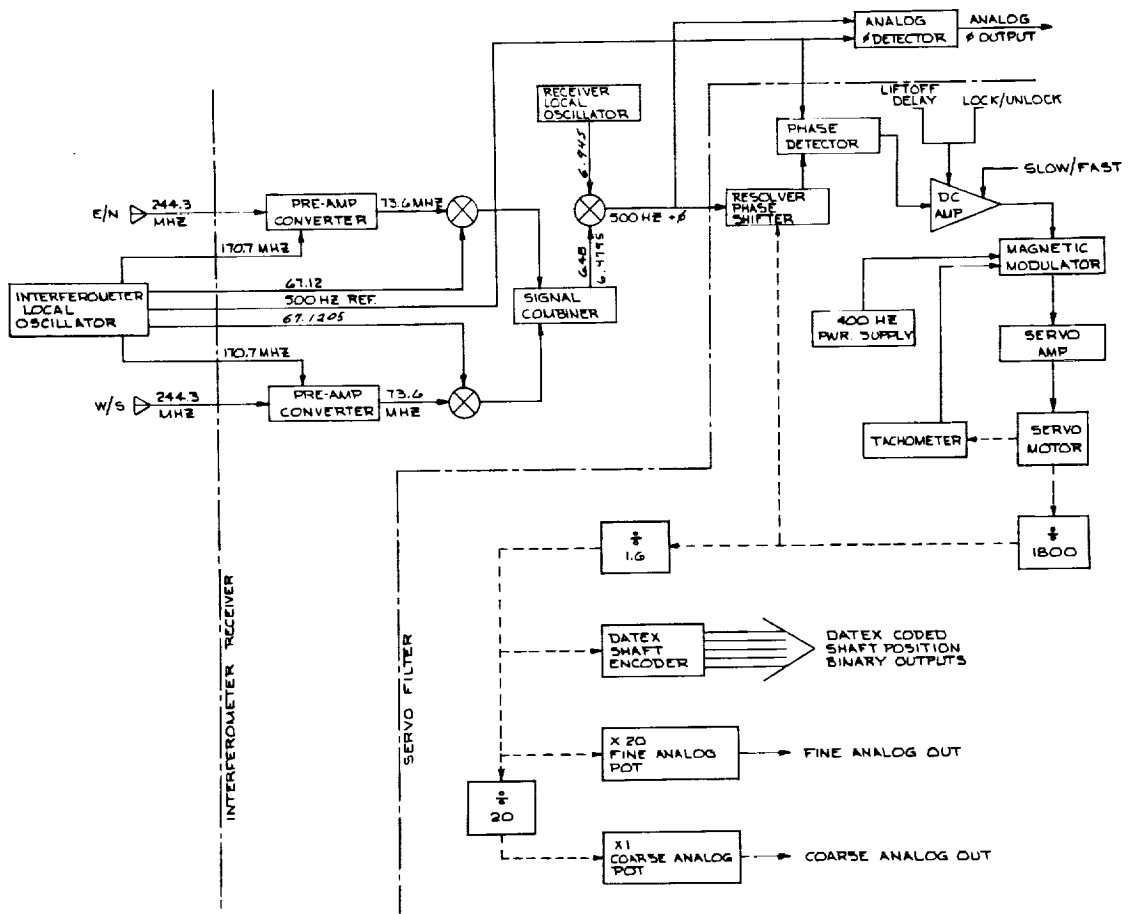 ANALOG
Ø DETECTOR
ANALOG
Ø OUTPUT
RECEIVER
LOCAL
OSCILLATOR
LIFTOFF
DELAY
LOCK/UNLOCK
PHASE
DETECTOR
SLOW/FAST
DC
AMP
6.945
E/N
244.3
MHZ
PRE-AMP
CONVERTER
73.6 MHZ
500 HZ + Ø
RESOLVER
PHASE
SHIFTER
MAGNETIC
MODULATOR
170.7 MHZ
6.48
6.4795
INTERFEROMETER
LOCAL
OSCILLATOR
67.12
500 HZ REF.
67.1205
SIGNAL
COMBINER
400 HZ
PWR. SUPPLY
SERVO
AMP
170.7 MHZ
W/S
244.3
MHZ
PRE-AMP
CONVERTER
73.6
MHZ
TACHOMETER
SERVO
MOTOR
÷
1.6
÷
1800
INTERFEROMETER RECEIVER
SERVO FILTER
DATEX
SHAFT
ENCODER
DATEX CODED
SHAFT POSITION
BINARY OUTPUTS
X 20
FINE ANALOG
POT
FINE ANALOG OUT
÷
20
X1
COARSE ANALOG
POT
COARSE ANALOG OUT